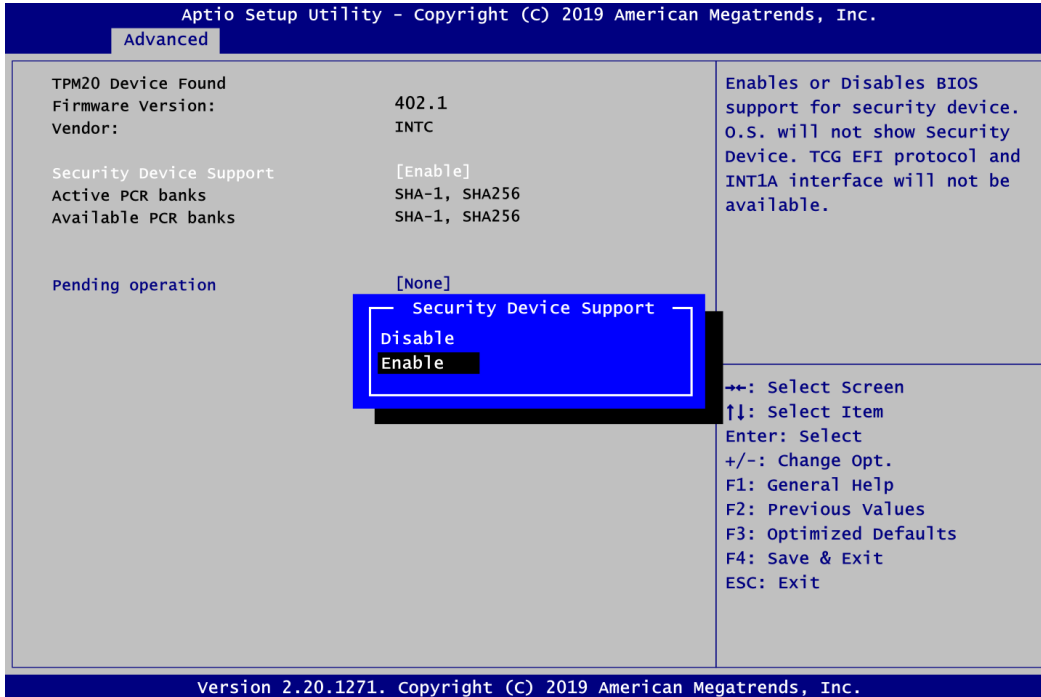 Aptio Setup Utility - Copyright (C) 2019 American Megatrends, Inc.
Advanced
TPM20 Device Found
Firmware Version: 402.1
Vendor: INTC
Security Device Support [Enable]
Active PCR banks SHA-1, SHA256
Available PCR banks SHA-1, SHA256
Pending operation [None]
Security Device Support
Disable
Enable
Enables or Disables BIOS
support for security device.
O.S. will not show Security
Device. TCG EFI protocol and
INT1A interface will not be
available.
→←: Select Screen
↑↓: Select Item
Enter: Select
+/-: Change Opt.
F1: General Help
F2: Previous Values
F3: Optimized Defaults
F4: Save & Exit
ESC: Exit
Version 2.20.1271. Copyright (C) 2019 American Megatrends, Inc.